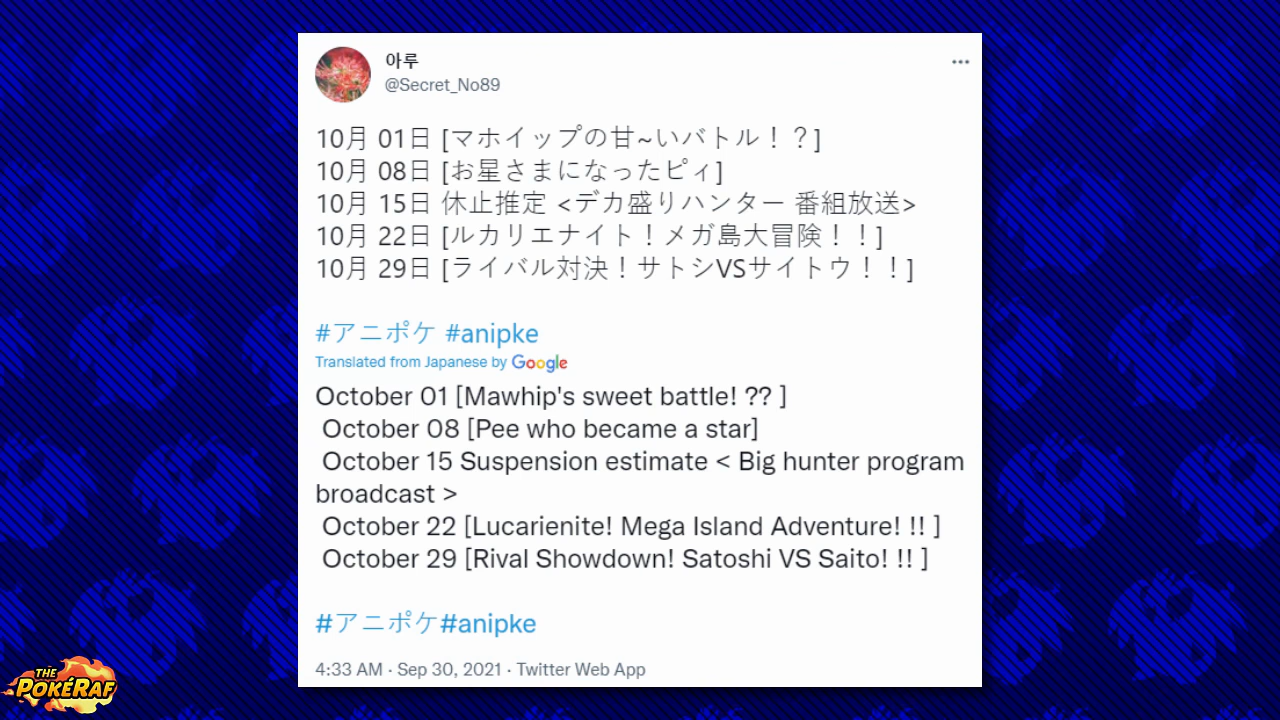 아루
@Secret_No89
10月 01日 [マホイップの甘~いバトル！？]
10月 08日 [お星さまになったピィ]
10月 15日 休止推定 <デカ盛りハンター 番組放送>
10月 22日 [ルカリエナイト！メガ島大冒険！！]
10月 29日 [ライバル対決！サトシVSサイトウ！！]
#アニポケ #anipke
Translated from Japanese by Google
October 01 [Mawhip's sweet battle! ?? ]
October 08 [Pee who became a star]
October 15 Suspension estimate < Big hunter program
broadcast >
October 22 [Lucarienite! Mega Island Adventure! !! ]
October 29 [Rival Showdown! Satoshi VS Saito! !! ]
#アニポケ#anipke
4:33 AM · Sep 30, 2021 · Twitter Web App
THE
POKÉRAF